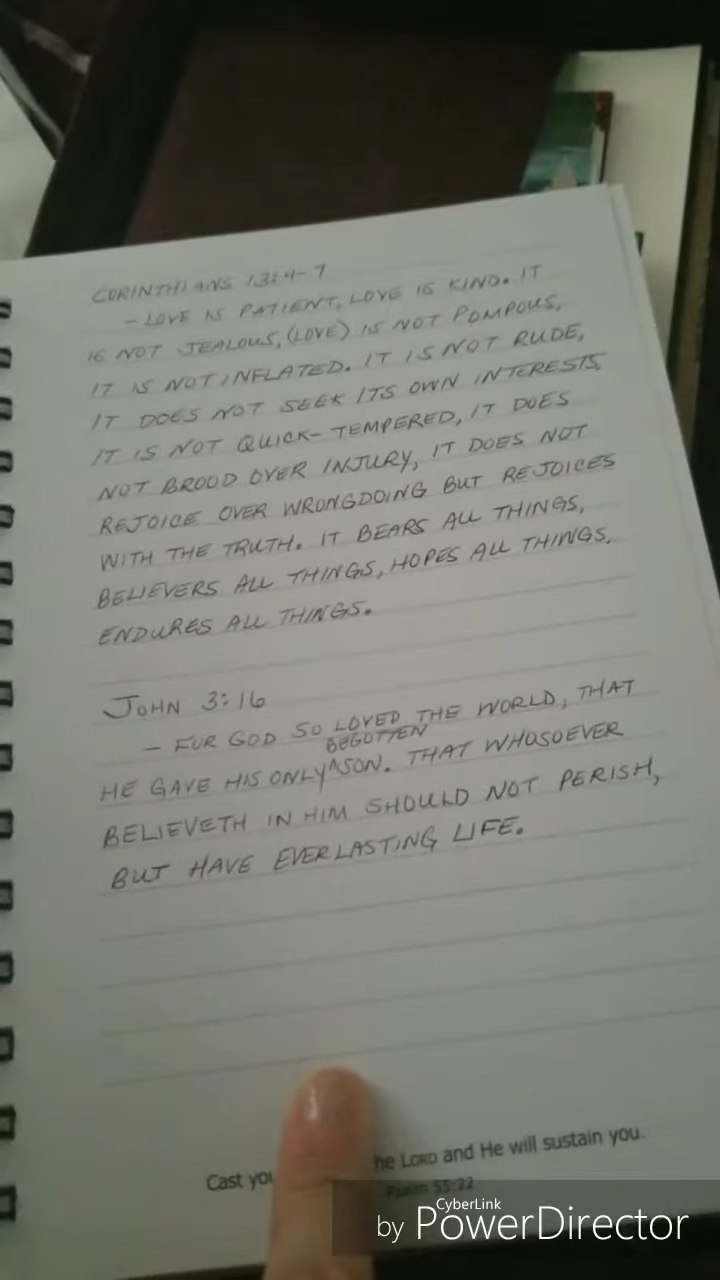 CORINTHIANS 13:4-7
- LOVE IS PATIENT, LOVE IS KIND. IT
IS NOT JEALOUS, (LOVE) IS NOT POMPOUS,
IT IS NOT INFLATED. IT IS NOT RUDE,
IT DOES NOT SEEK ITS OWN INTERESTS,
IT IS NOT QUICK-TEMPERED, IT DOES
NOT BROOD OVER INJURY, IT DOES NOT
REJOICE OVER WRONGDOING BUT REJOICES
WITH THE TRUTH. IT BEARS ALL THINGS,
BELIEVERS ALL THINGS, HOPES ALL THINGS,
ENDURES ALL THINGS.
JOHN 3:16
- FUR GOD SO LOVED THE WORLD, THAT
BEGOTTEN
HE GAVE HIS ONLY^SON. THAT WHOSOEVER
BELIEVETH IN HIM SHOULD NOT PERISH,
BUT HAVE EVERLASTING LIFE.
Cast you he LORD and He will sustain you.
Psalm 55:22
CyberLink
by PowerDirector